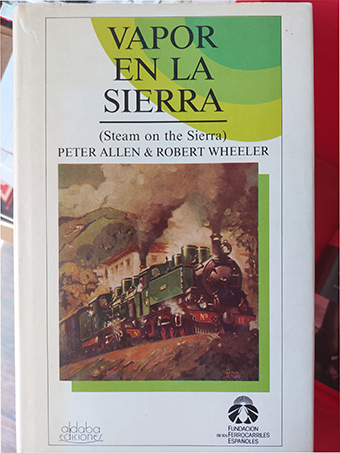 VAPOR
EN LA
SIERRA
(Steam on the Sierra)
PETER ALLEN & ROBERT WHEELER
aldaba
ediciones
FUNDACION
de los FERROCARRILES
ESPAÑOLES